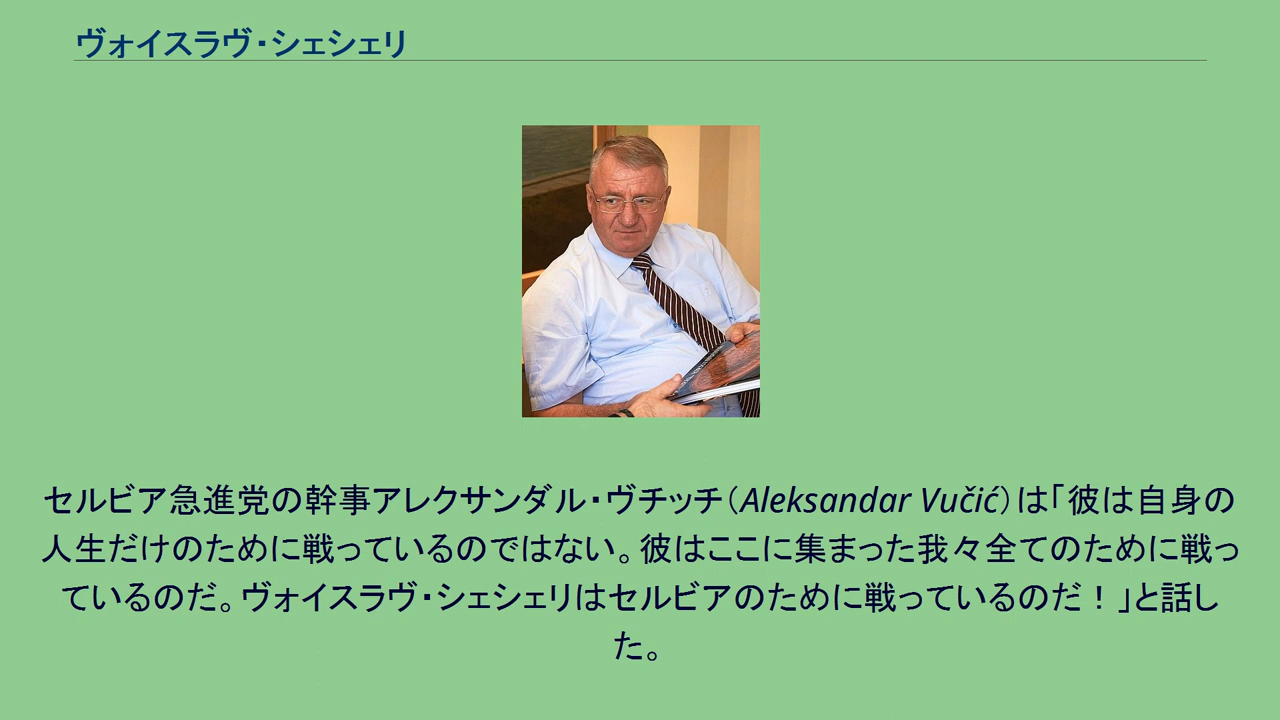 ヴォイスラヴ・シェシェリ
セルビア急進党の幹事アレクサンダル・ヴチッチ（Aleksandar Vučić）は「彼は自身の
人生だけのために戦っているのではない。彼はここに集まった我々全てのために戦っ
ているのだ。ヴォイスラヴ・シェシェリはセルビアのために戦っているのだ！」と話し
た。